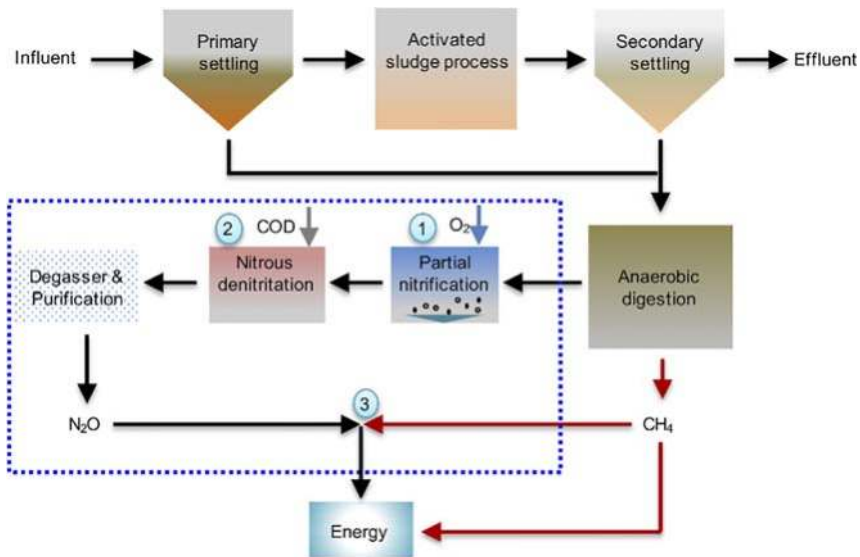 Influent
Primary
settling
Activated
sludge process
Secondary
settling
Effluent
2
COD
1
O₂
Degasser &
Purification
Nitrous
denitritation
Partial
nitrification
Anaerobic
digestion
3
N₂O
CH₄
Energy